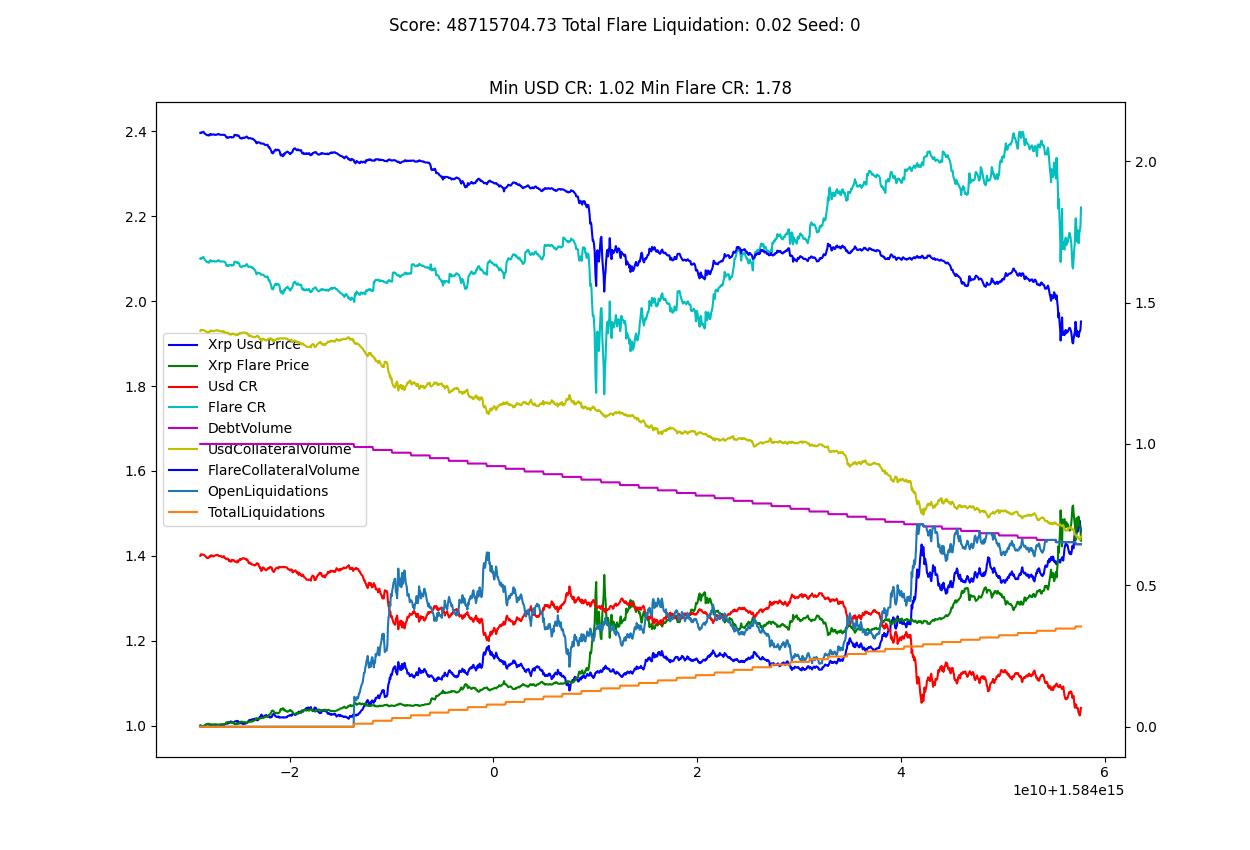 Score: 48715704.73 Total Flare Liquidation: 0.02 Seed: 0
Min USD CR: 1.02 Min Flare CR: 1.78
2.4
2.2
2.0
1.8
1.6
1.4
1.2
1.0
2.0
1.5
1.0
0.5
0.0
Xrp Usd Price
Xrp Flare Price
Usd CR
Flare CR
DebtVolume
UsdCollateralVolume
FlareCollateralVolume
OpenLiquidations
TotalLiquidations
−2 0 2 4 6
1e10+1.584e15